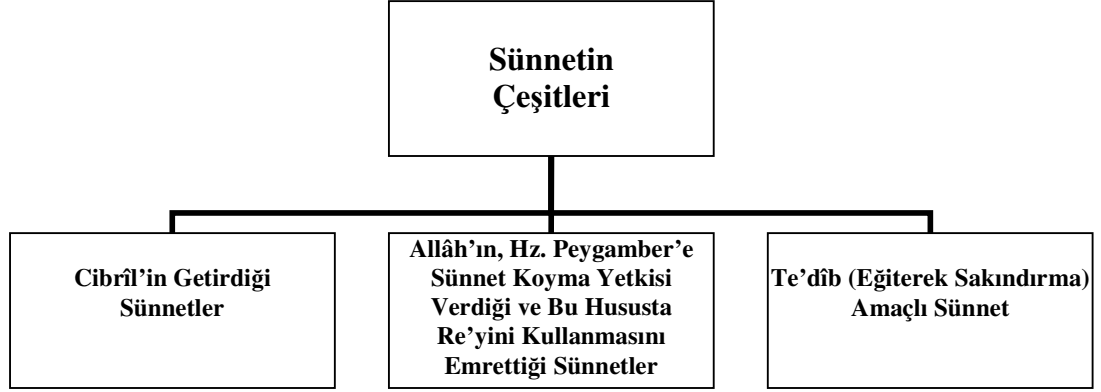 Sünnetin
Çeşitleri
Cibrîl’in Getirdiği
Sünnetler
Allâh’ın, Hz. Peygamber’e
Sünnet Koyma Yetkisi
Verdiği ve Bu Hususta
Re’yini Kullanmasını
Emrettiği Sünnetler
Te’dîb (Eğiterek Sakındırma)
Amaçlı Sünnet